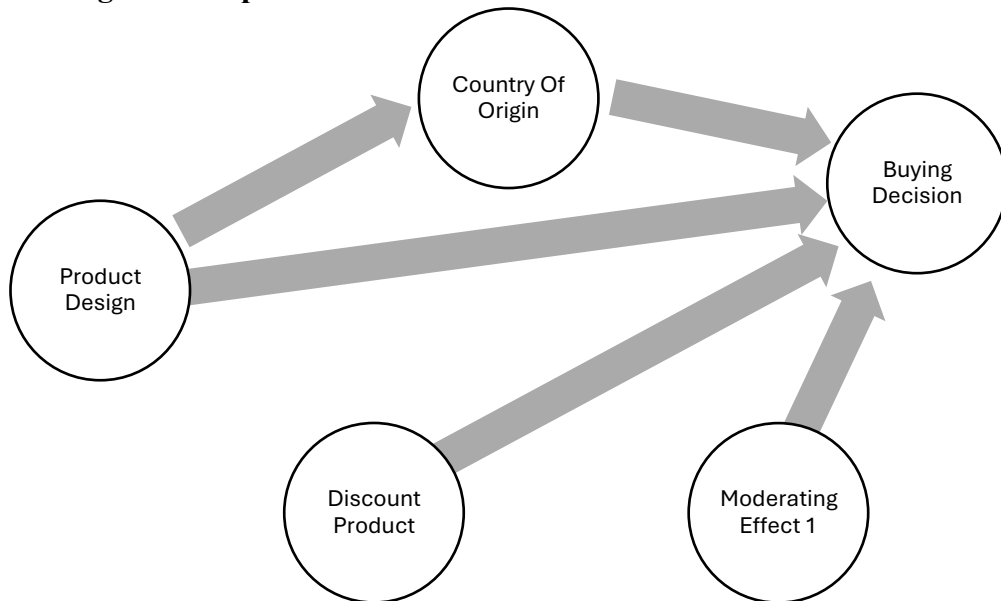 Country Of
Origin
Buying
Decision
Product
Design
Discount
Product
Moderating
Effect 1